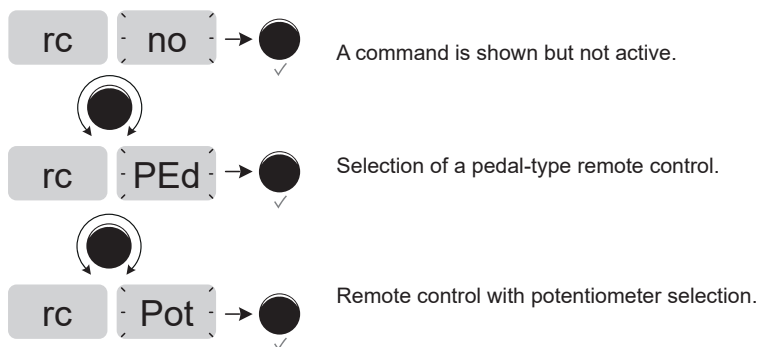 rc no A command is shown but not active.
rc PEd Selection of a pedal-type remote control.
rc Pot Remote control with potentiometer selection.